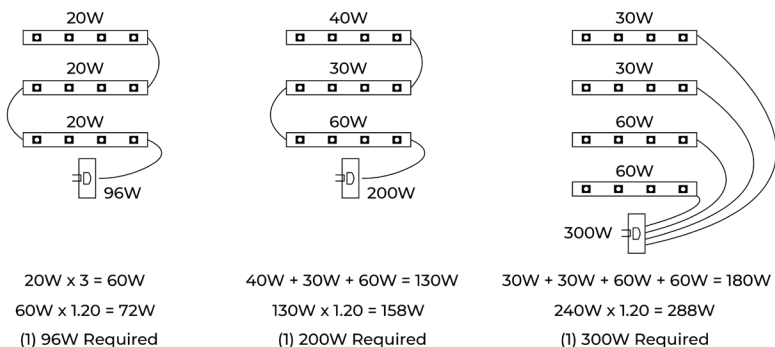 20W
20W
20W
96W
20W x 3 = 60W
60W x 1.20 = 72W
(1) 96W Required
40W
30W
60W
200W
40W + 30W + 60W = 130W
130W x 1.20 = 158W
(1) 200W Required
30W
30W
60W
60W
300W
30W + 30W + 60W + 60W = 180W
240W x 1.20 = 288W
(1) 300W Required